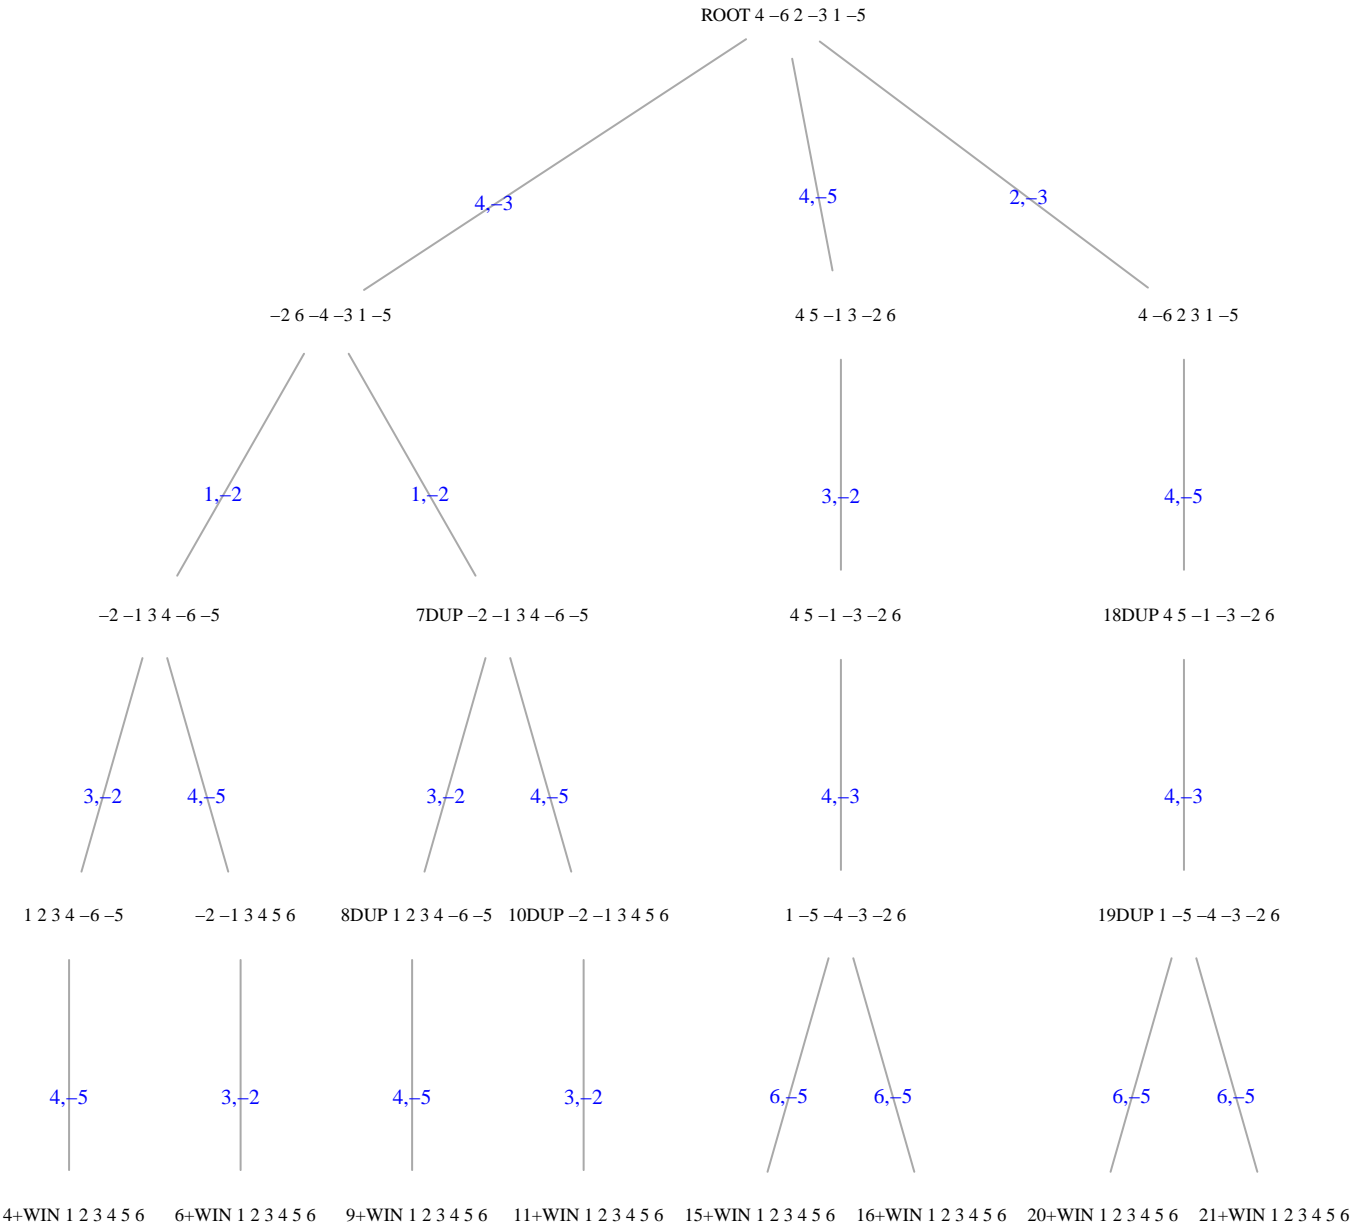 ROOT 4 –6 2 –3 1 –5
4,–3
4,–5
2,–3
–2 6 –4 –3 1 –5
4 5 –1 3 –2 6
4 –6 2 3 1 –5
1,–2
1,–2
3,–2
4,–5
–2 –1 3 4 –6 –5
7DUP –2 –1 3 4 –6 –5
4 5 –1 –3 –2 6
18DUP 4 5 –1 –3 –2 6
3,–2
4,–5
3,–2
4,–5
4,–3
4,–3
1 2 3 4 –6 –5
–2 –1 3 4 5 6
8DUP 1 2 3 4 –6 –5
10DUP –2 –1 3 4 5 6
1 –5 –4 –3 –2 6
19DUP 1 –5 –4 –3 –2 6
4,–5
3,–2
4,–5
3,–2
6,–5
6,–5
6,–5
6,–5
4+WIN 1 2 3 4 5 6
6+WIN 1 2 3 4 5 6
9+WIN 1 2 3 4 5 6
11+WIN 1 2 3 4 5 6
15+WIN 1 2 3 4 5 6
16+WIN 1 2 3 4 5 6
20+WIN 1 2 3 4 5 6
21+WIN 1 2 3 4 5 6